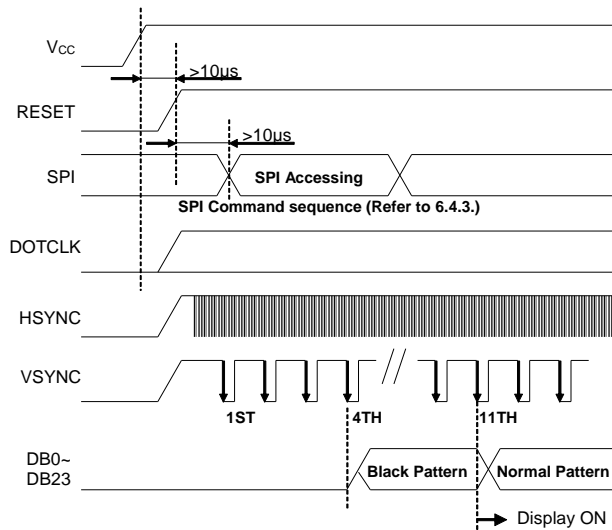 VCC
>10µs
RESET
>10µs
SPI
SPI Accessing
SPI Command sequence (Refer to 6.4.3.)
DOTCLK
HSYNC
VSYNC
1ST
4TH
11TH
DB0~
DB23
Black Pattern
Normal Pattern
Display ON